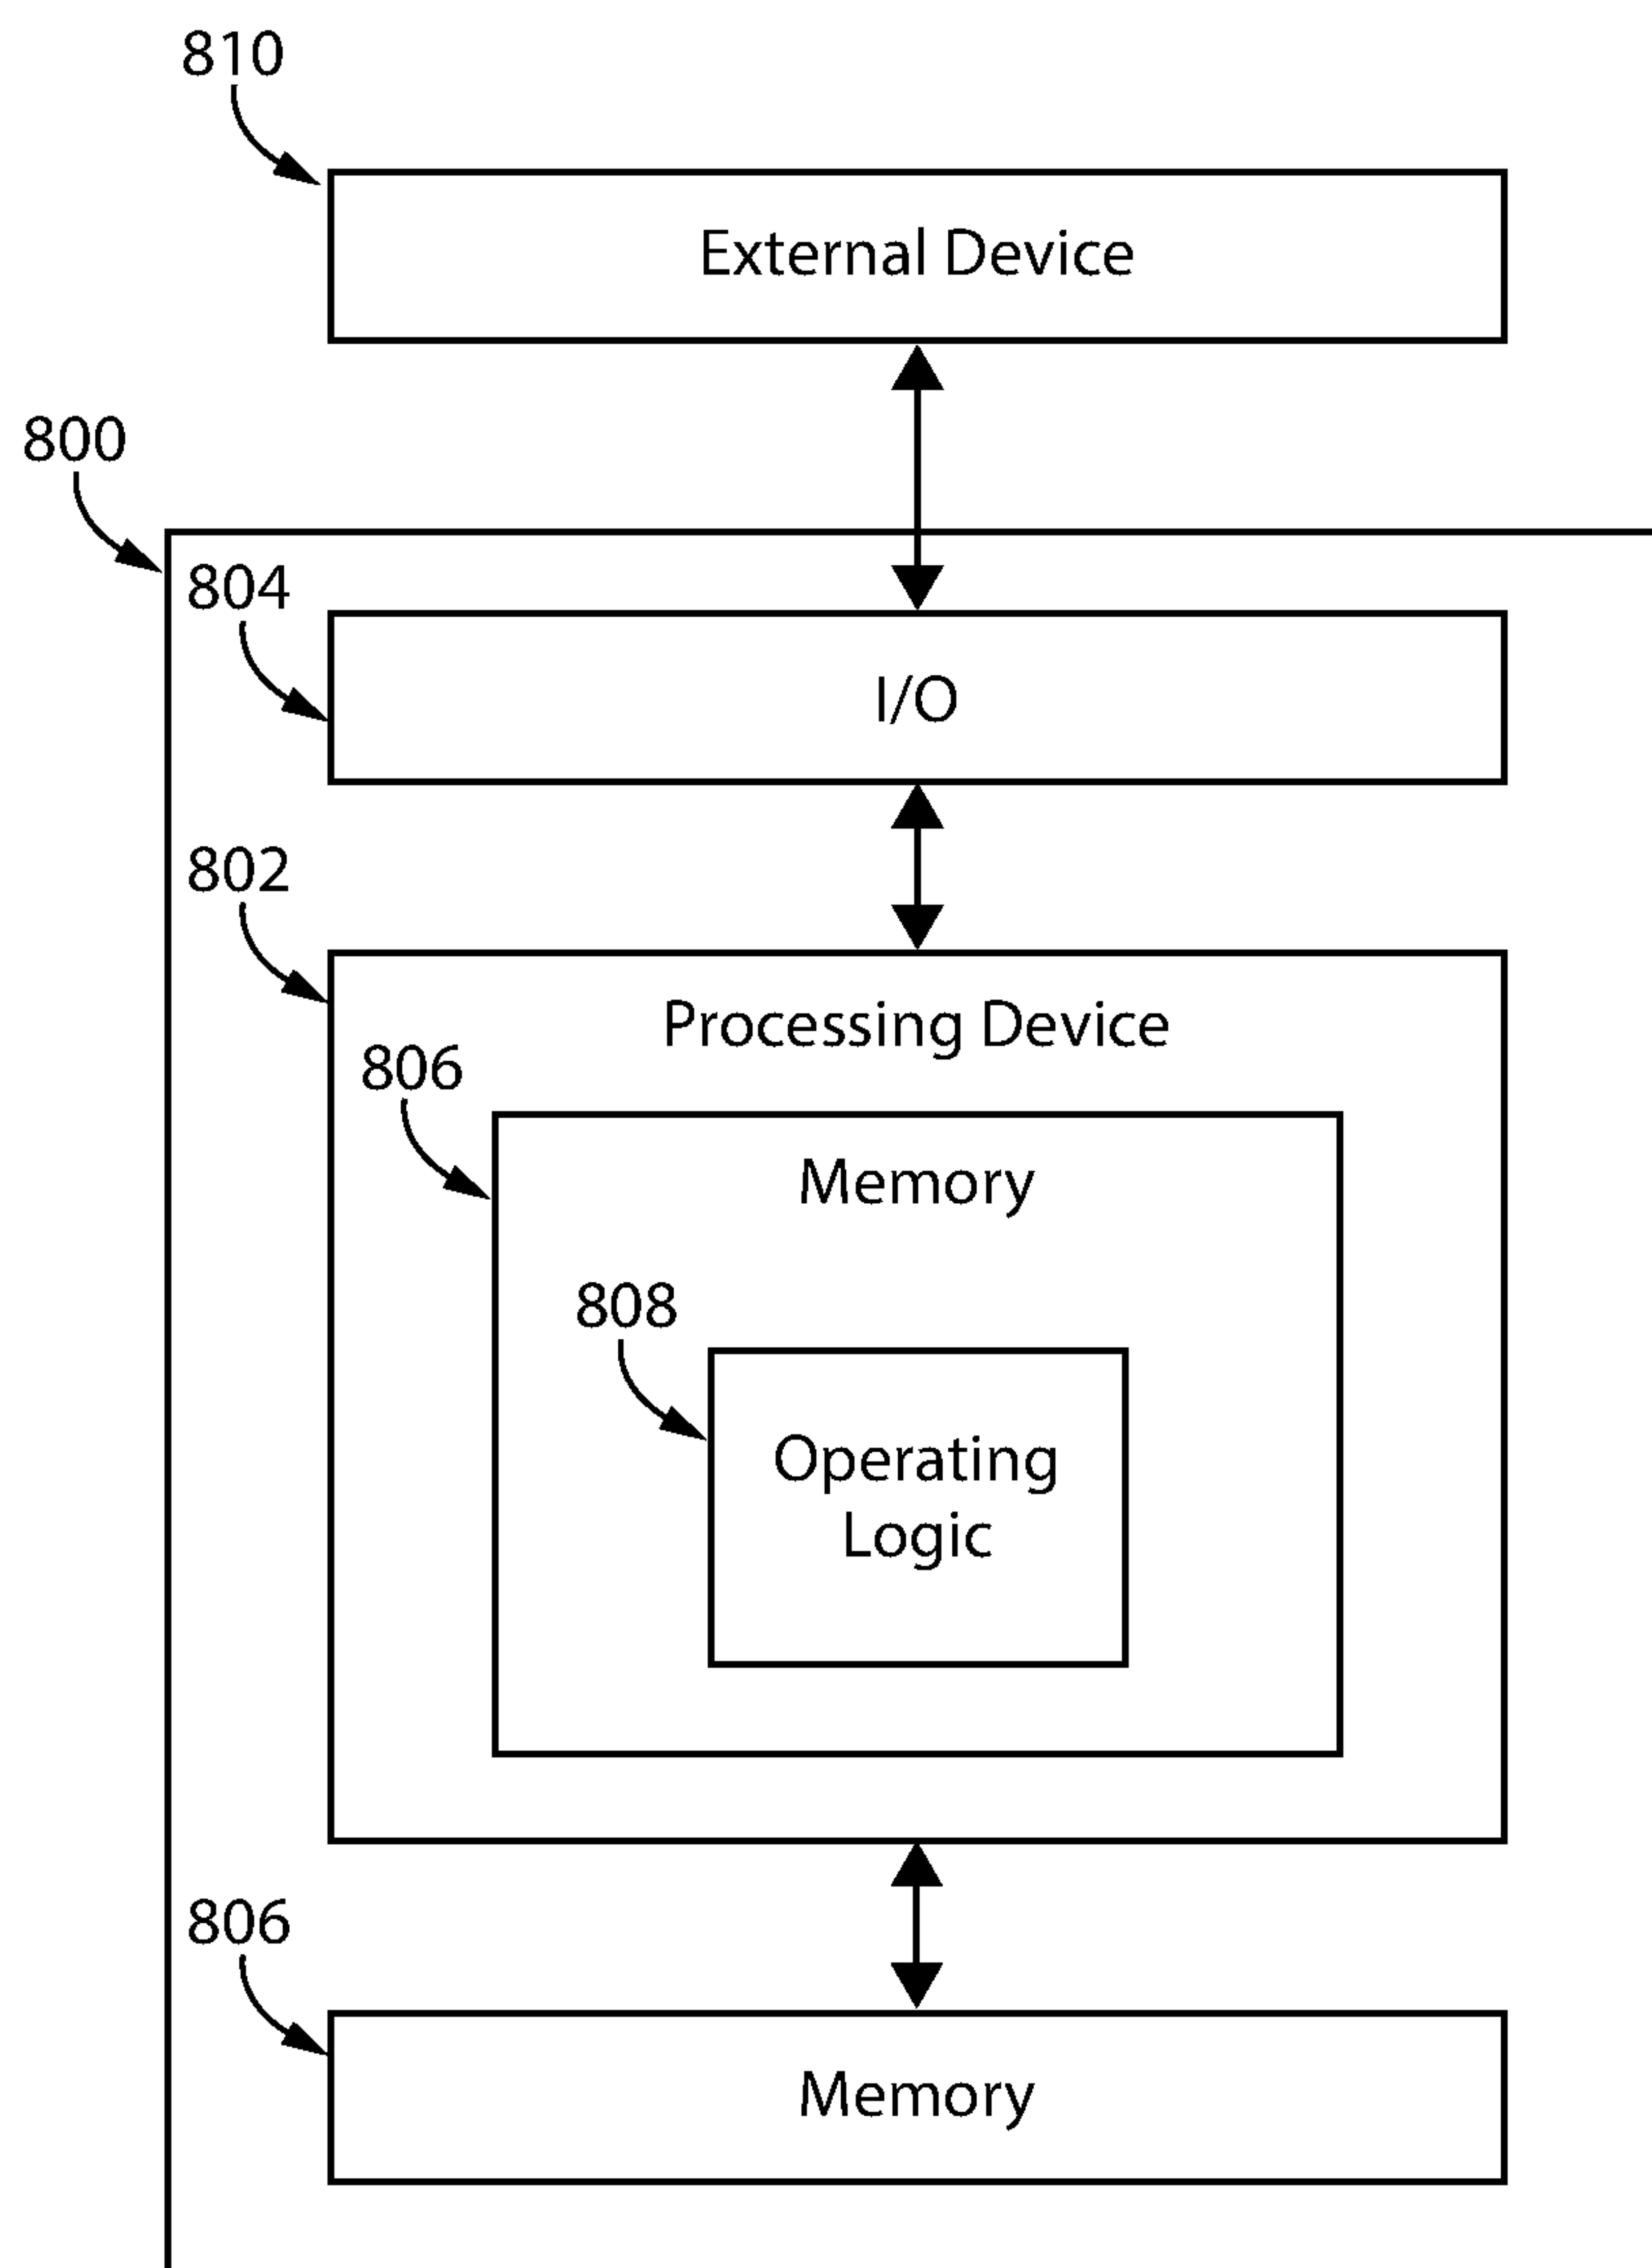 810
External Device
800
804
I/O
802
Processing Device
806
Memory
808
Operating
Logic
806
Memory